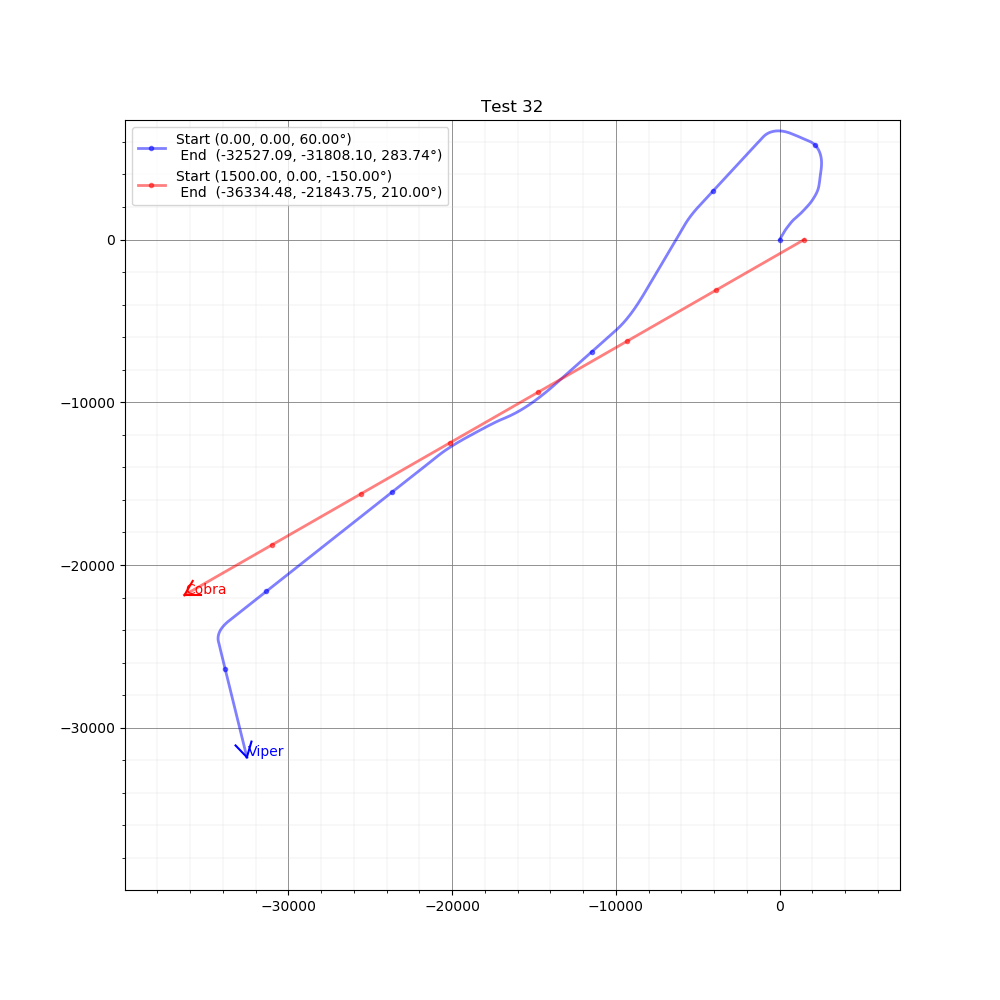 Test 32
Start (0.00, 0.00, 60.00°)
End (-32527.09, -31808.10, 283.74°)
Start (1500.00, 0.00, -150.00°)
End (-36334.48, -21843.75, 210.00°)
0
−10000
−20000
−30000
Cobra
Viper
−30000
−20000
−10000
0